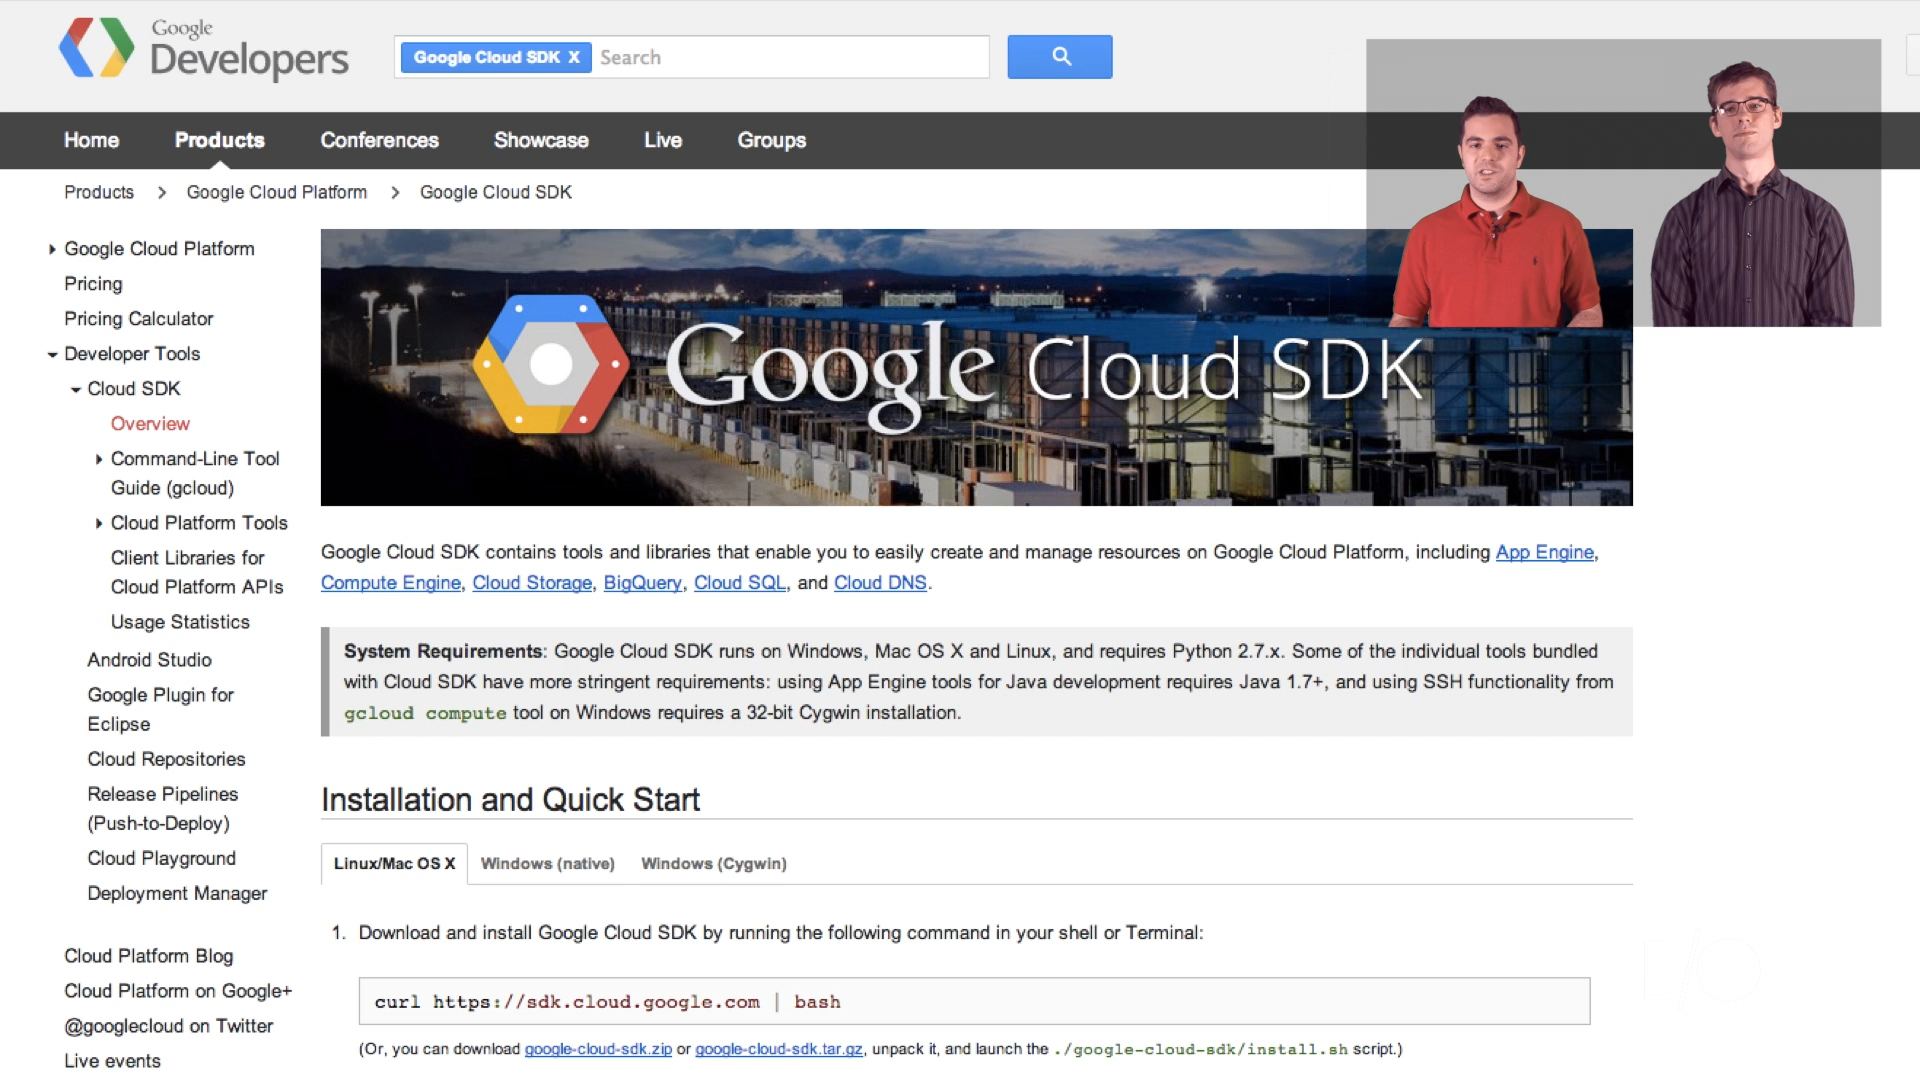 Google
Developers
Google Cloud SDK X Search
Home Products Conferences Showcase Live Groups
Products > Google Cloud Platform > Google Cloud SDK
Google Cloud Platform
Pricing
Pricing Calculator
Developer Tools
Cloud SDK
Overview
Command-Line Tool
Guide (gcloud)
Cloud Platform Tools
Client Libraries for
Cloud Platform APIs
Usage Statistics
Android Studio
Google Plugin for
Eclipse
Cloud Repositories
Release Pipelines
(Push-to-Deploy)
Cloud Playground
Deployment Manager
Cloud Platform Blog
Cloud Platform on Google+
@googlecloud on Twitter
Live events
Google Cloud SDK
Google Cloud SDK contains tools and libraries that enable you to easily create and manage resources on Google Cloud Platform, including App Engine,
Compute Engine, Cloud Storage, BigQuery, Cloud SQL, and Cloud DNS.
System Requirements: Google Cloud SDK runs on Windows, Mac OS X and Linux, and requires Python 2.7.x. Some of the individual tools bundled
with Cloud SDK have more stringent requirements: using App Engine tools for Java development requires Java 1.7+, and using SSH functionality from
gcloud compute tool on Windows requires a 32-bit Cygwin installation.
Installation and Quick Start
Linux/Mac OS X Windows (native) Windows (Cygwin)
1. Download and install Google Cloud SDK by running the following command in your shell or Terminal:
curl https://sdk.cloud.google.com | bash
(Or, you can download google-cloud-sdk.zip or google-cloud-sdk.tar.gz, unpack it, and launch the ./google-cloud-sdk/install.sh script.)